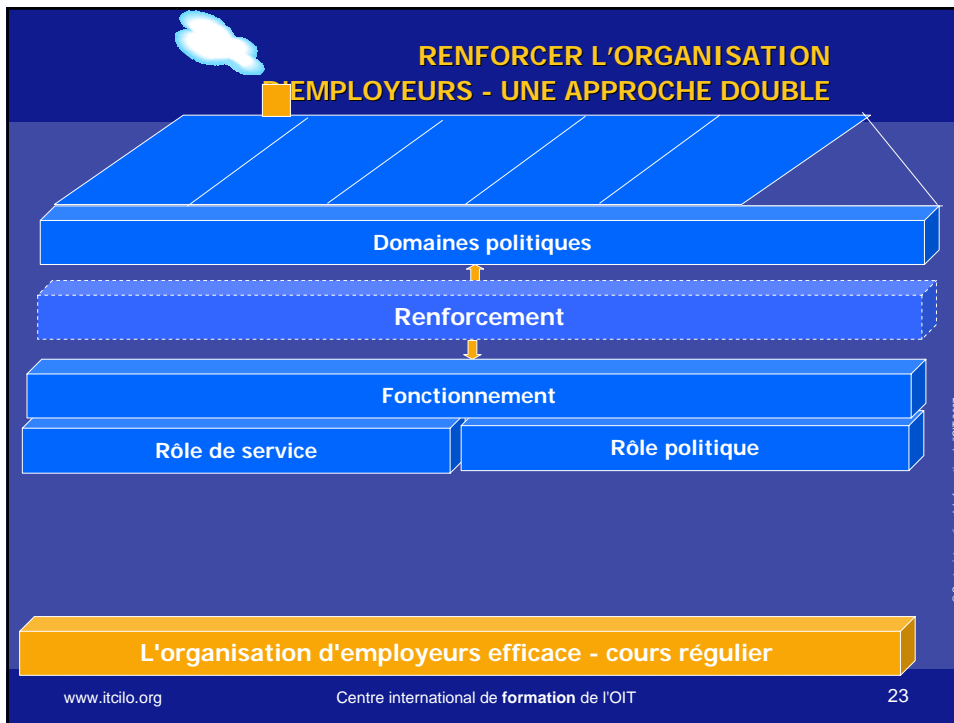 RENFORCER L'ORGANISATION
D'EMPLOYEURS - UNE APPROCHE DOUBLE
Domaines politiques
Renforcement
Fonctionnement
Rôle de service
Rôle politique
L'organisation d'employeurs efficace - cours régulier
www.itcilo.org
Centre international de formation de l'OIT
23